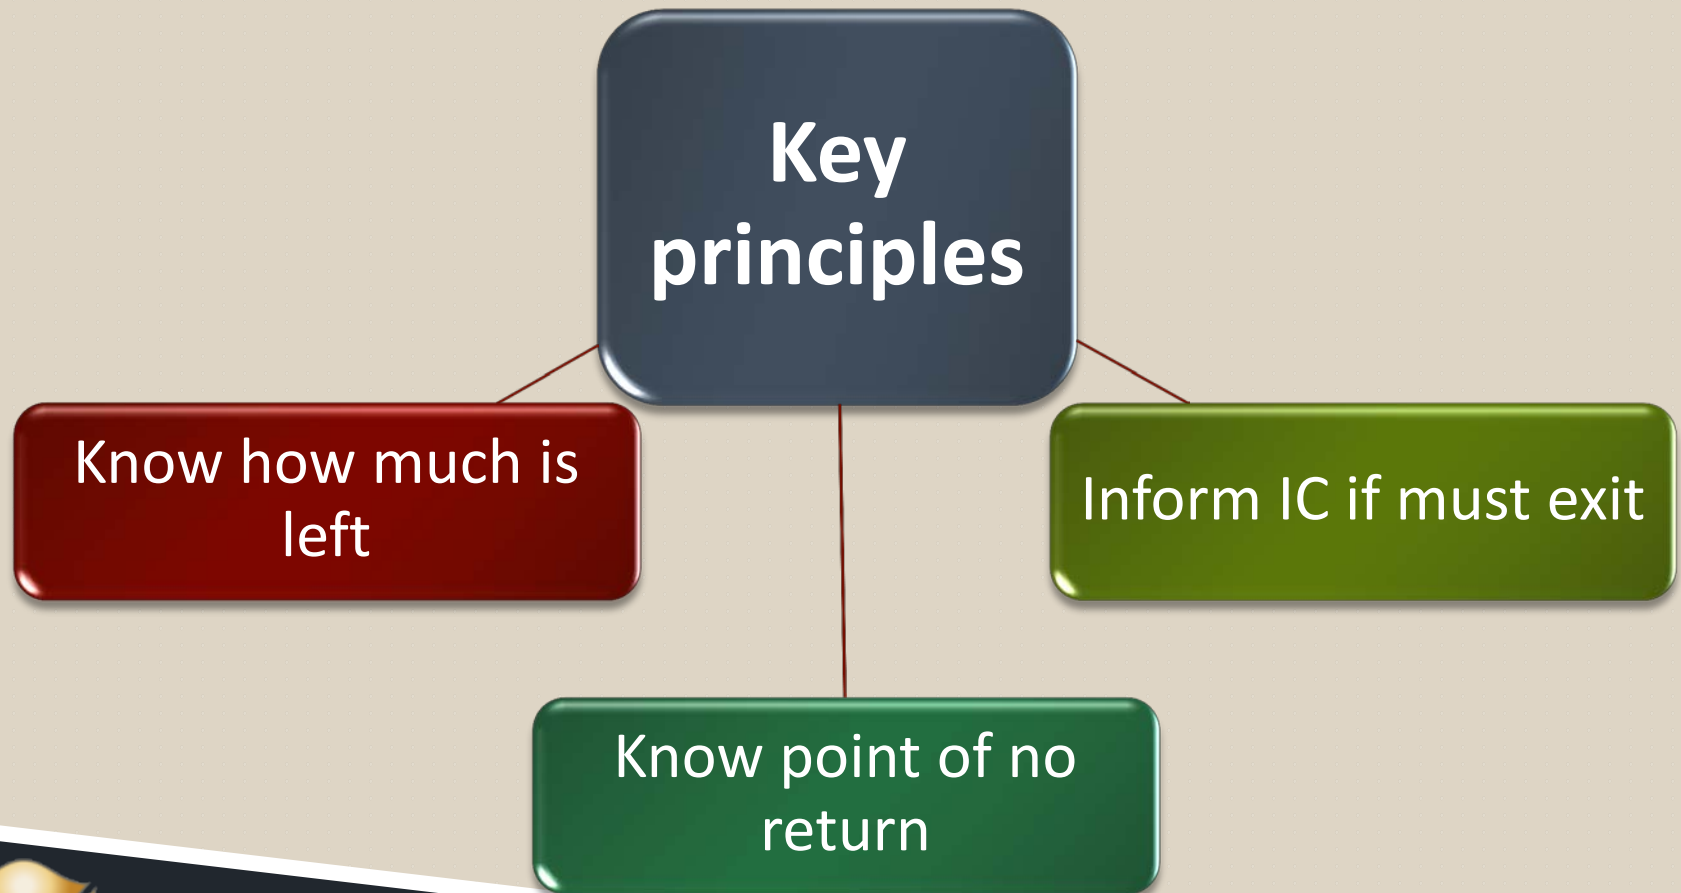 Key
principles
Know how much is
left
Inform IC if must exit
Know point of no
return